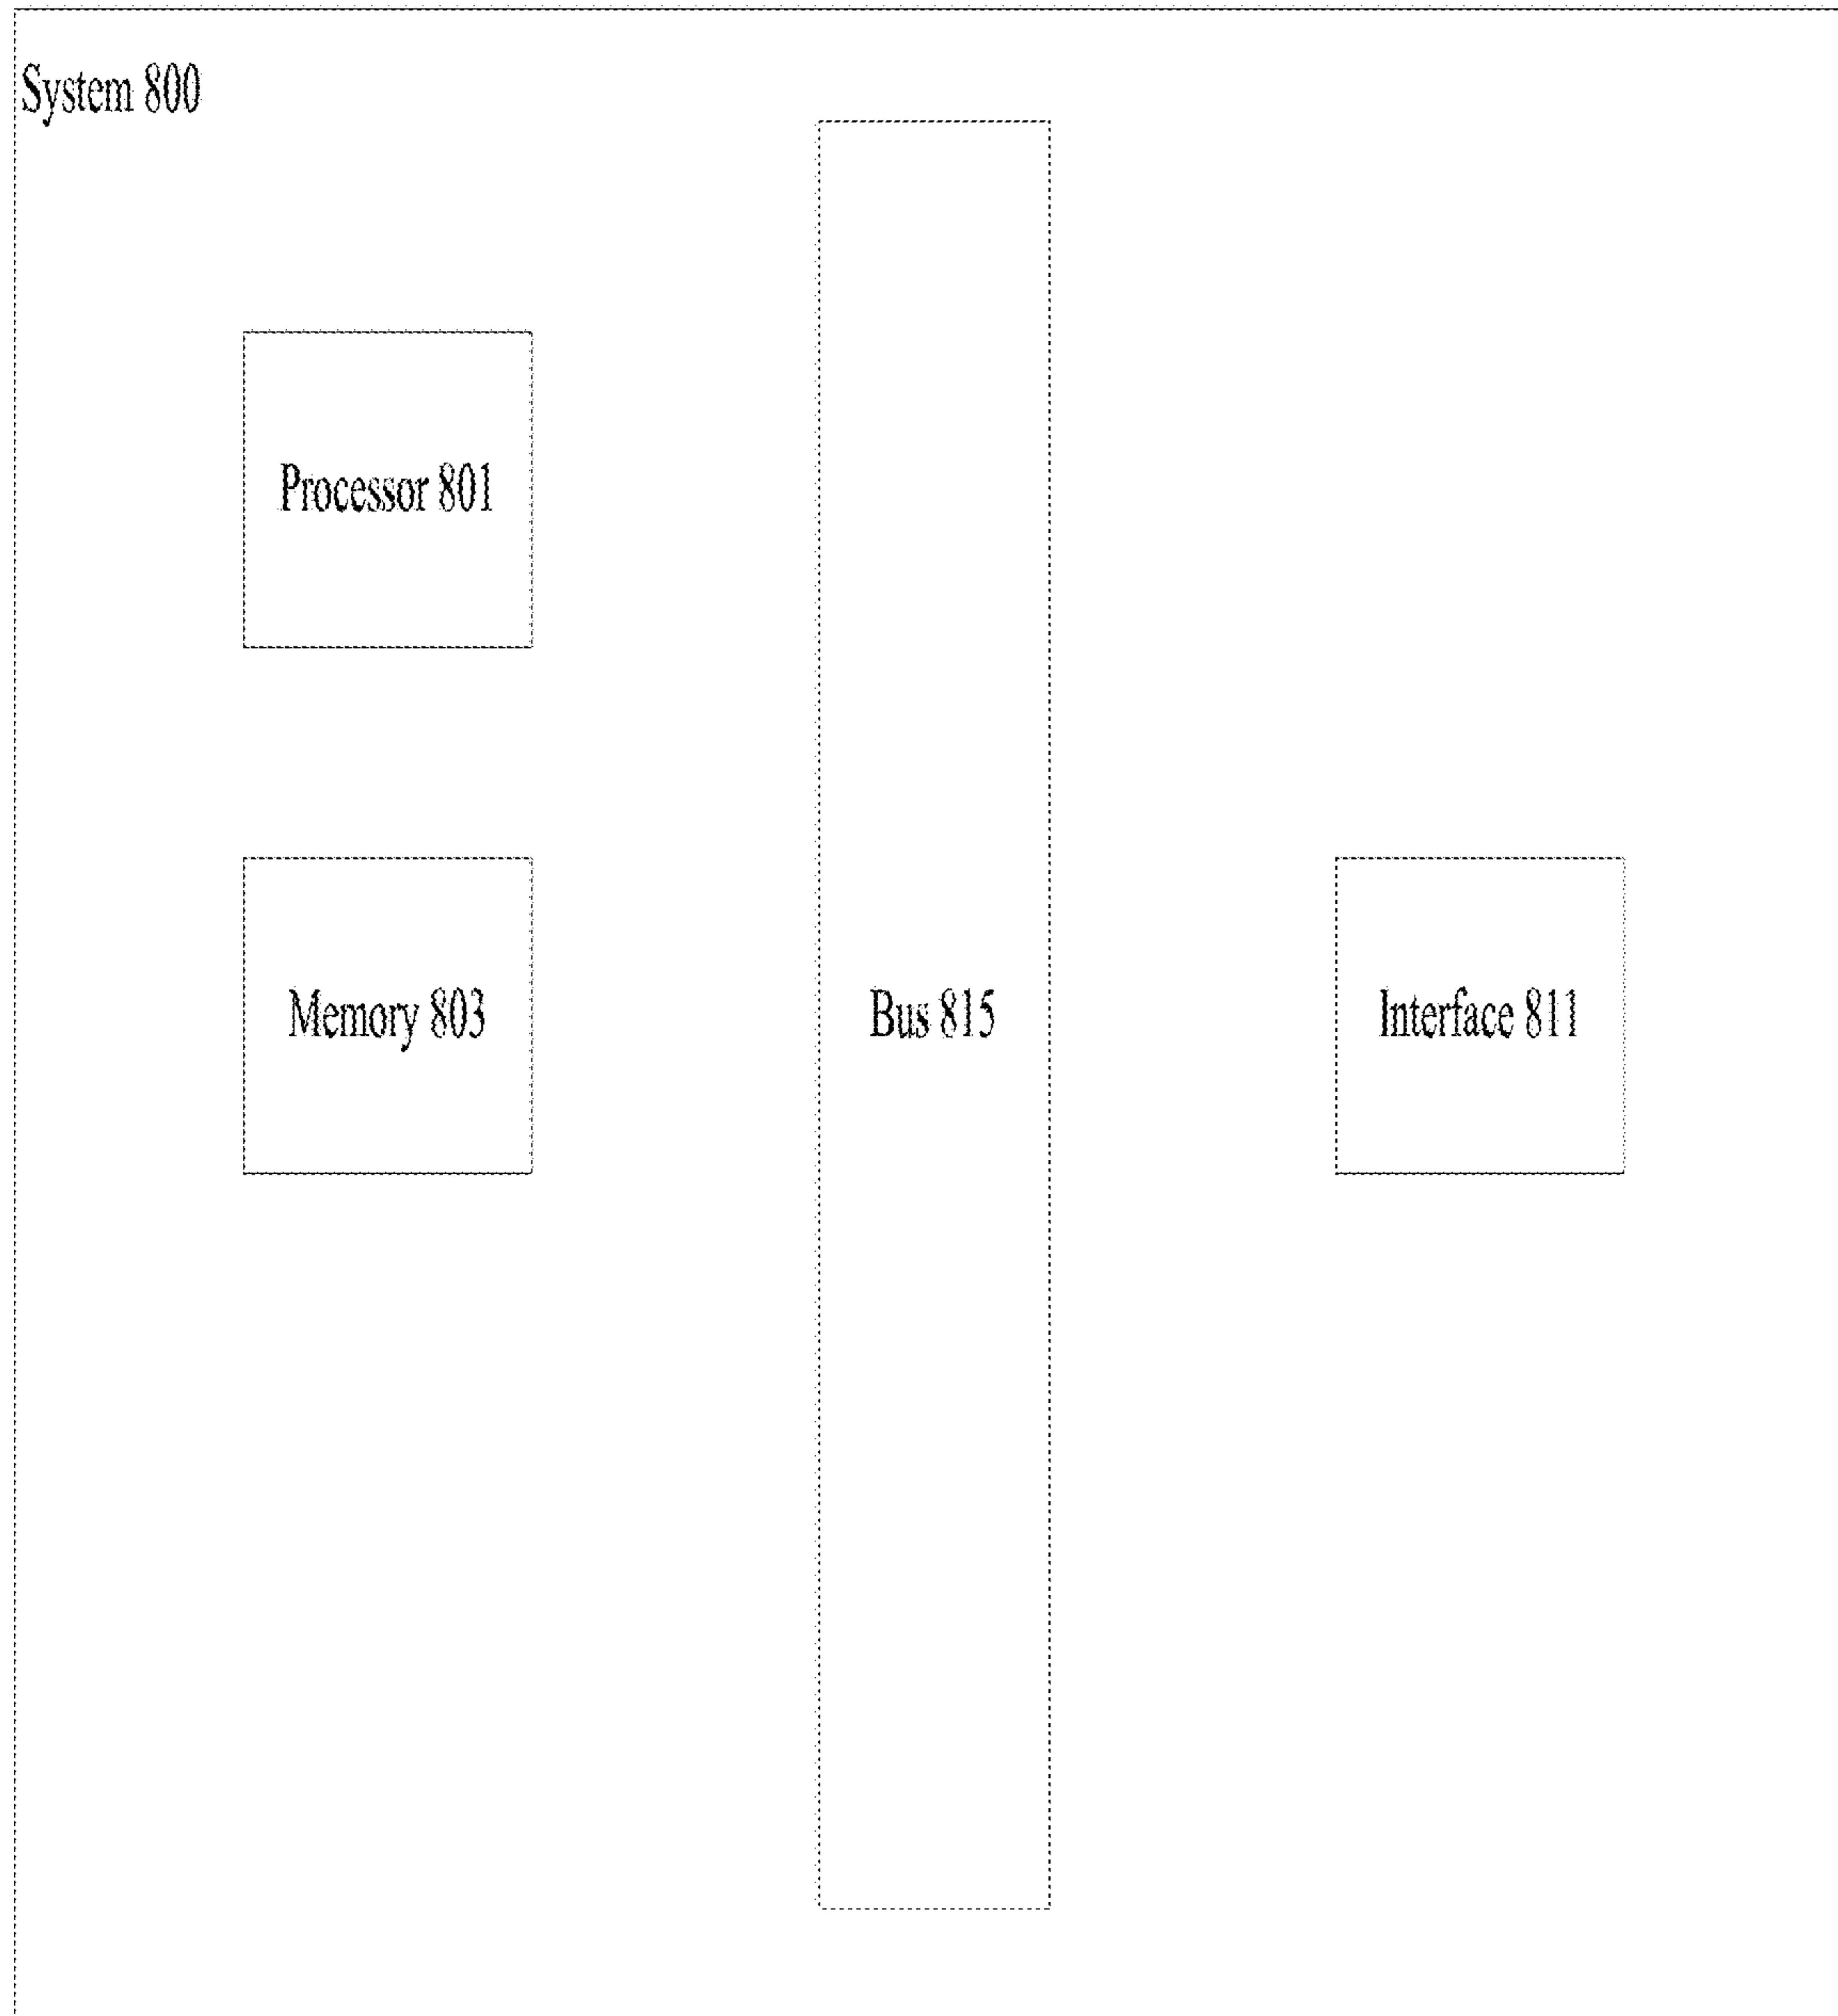 System 800
Processor 801
Memory 803
Bus 815
Interface 811